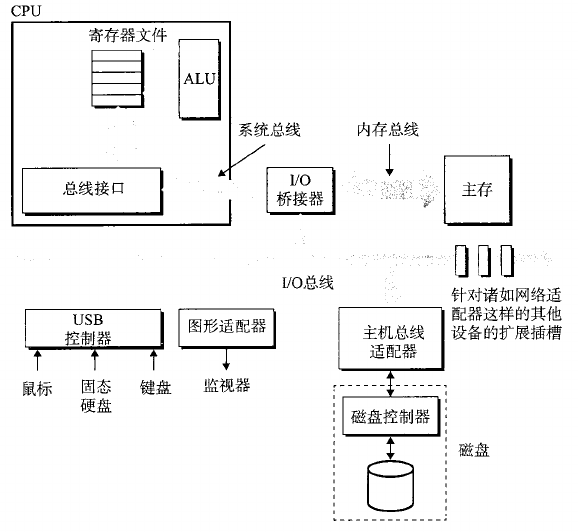 CPU
寄存器文件
ALU
系统总线
内存总线
总线接口
I/O
桥接器
主存
I/O总线
针对诸如网络适
配器这样的其他
设备的扩展插槽
USB
控制器
图形适配器
主机总线
适配器
鼠标
固态
硬盘
键盘
监视器
磁盘控制器
磁盘